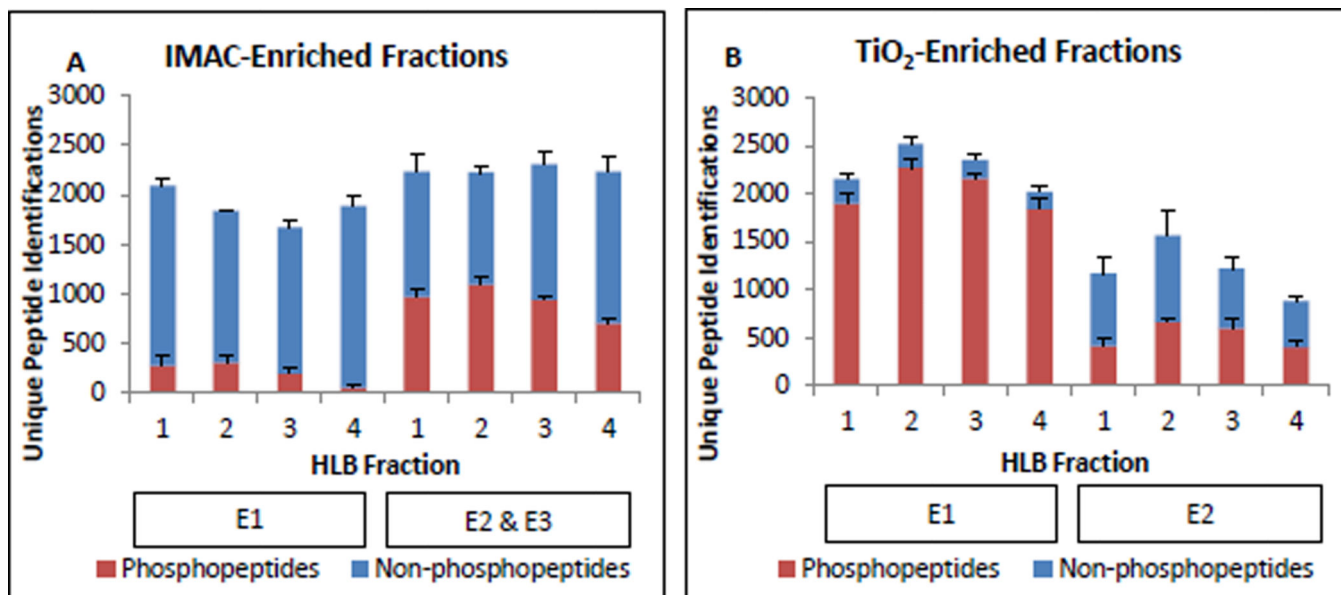 A
IMAC-Enriched Fractions
Unique Peptide Identifications
3000
2500
2000
1500
1000
500
0
1 2 3 4 1 2 3 4
HLB Fraction
E1 E2 & E3
Phosphopeptides Non-phosphopeptides
B
TiO₂-Enriched Fractions
Unique Peptide Identifications
3000
2500
2000
1500
1000
500
0
1 2 3 4 1 2 3 4
HLB Fraction
E1 E2
Phosphopeptides Non-phosphopeptides